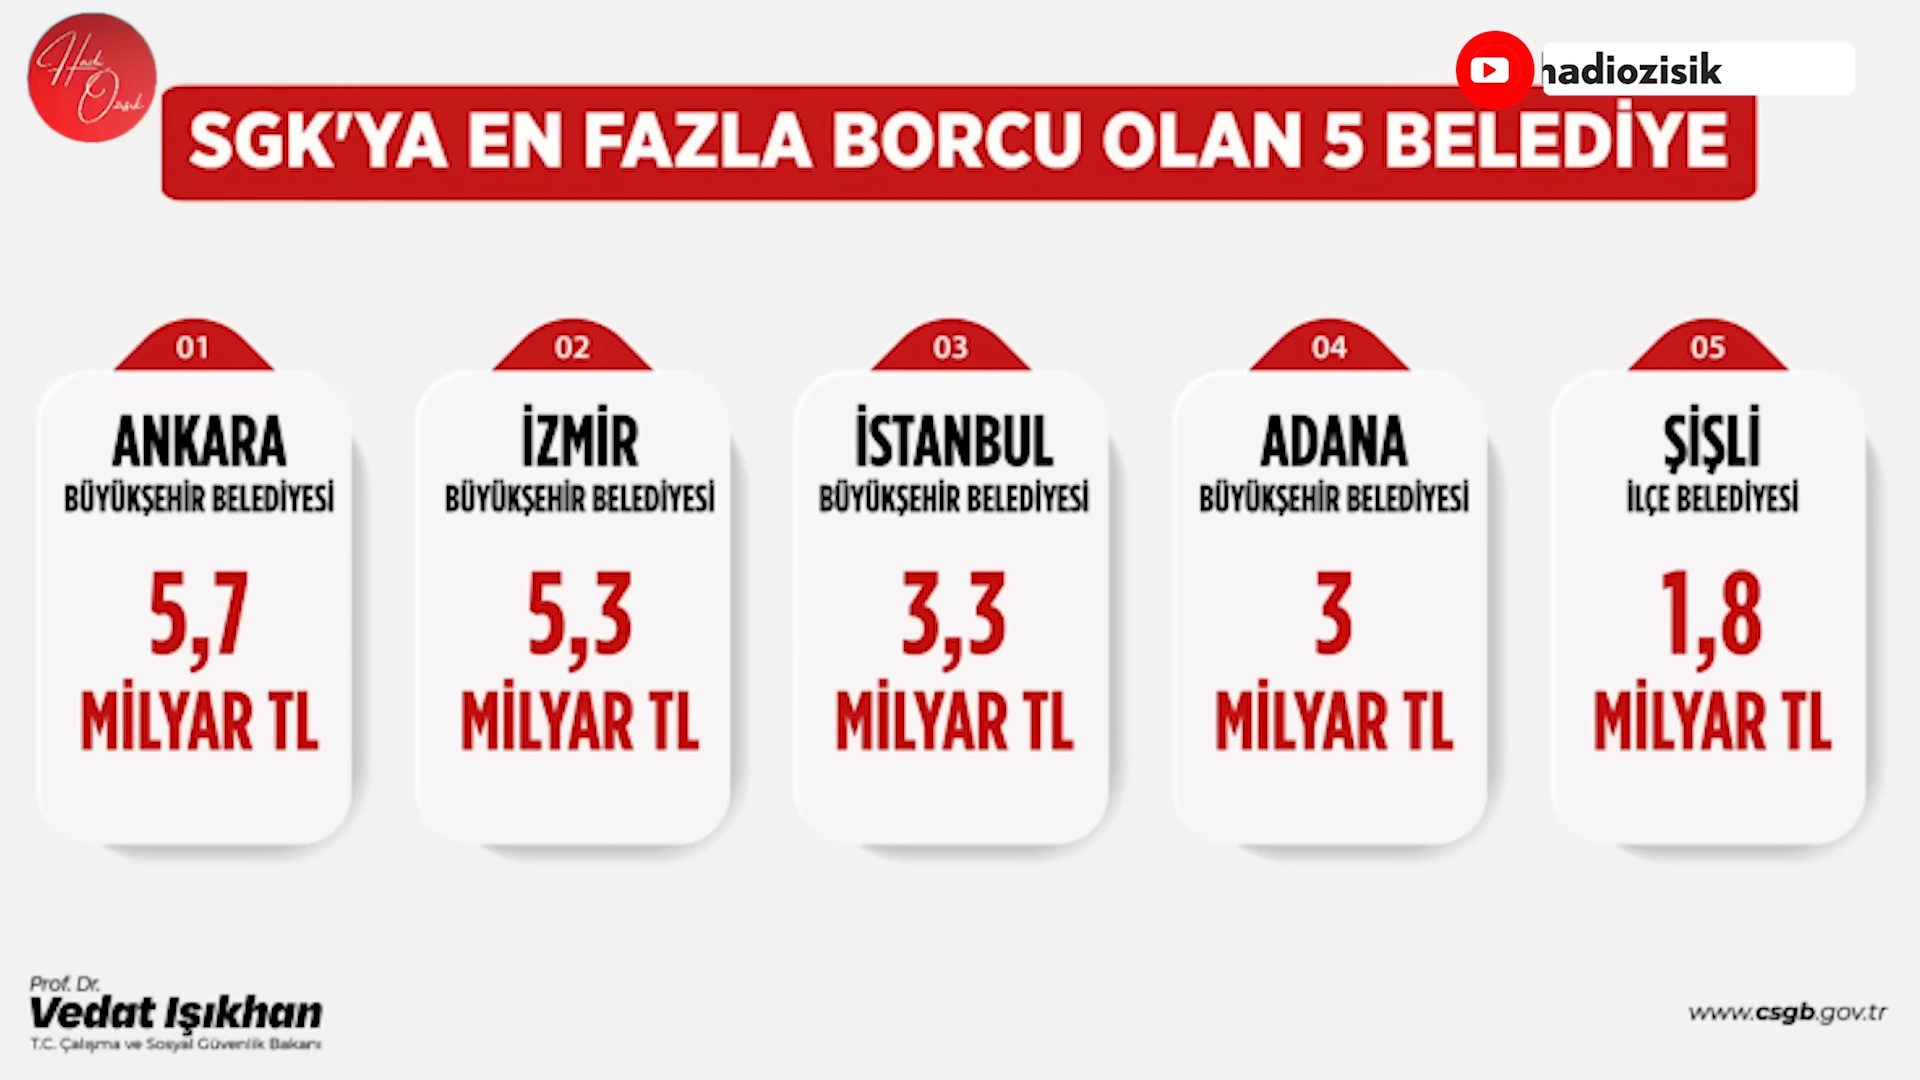 Hadi
Özışık
hadiozisik
SGK'YA EN FAZLA BORCU OLAN 5 BELEDİYE
01
ANKARA
BÜYÜKŞEHİR BELEDİYESİ
5,7
MİLYAR TL
02
İZMİR
BÜYÜKŞEHİR BELEDİYESİ
5,3
MİLYAR TL
03
İSTANBUL
BÜYÜKŞEHİR BELEDİYESİ
3,3
MİLYAR TL
04
ADANA
BÜYÜKŞEHİR BELEDİYESİ
3
MİLYAR TL
05
ŞİŞLİ
İLÇE BELEDİYESİ
1,8
MİLYAR TL
Prof. Dr.
Vedat Işıkhan
T.C. Çalışma ve Sosyal Güvenlik Bakanı
www.csgb.gov.tr